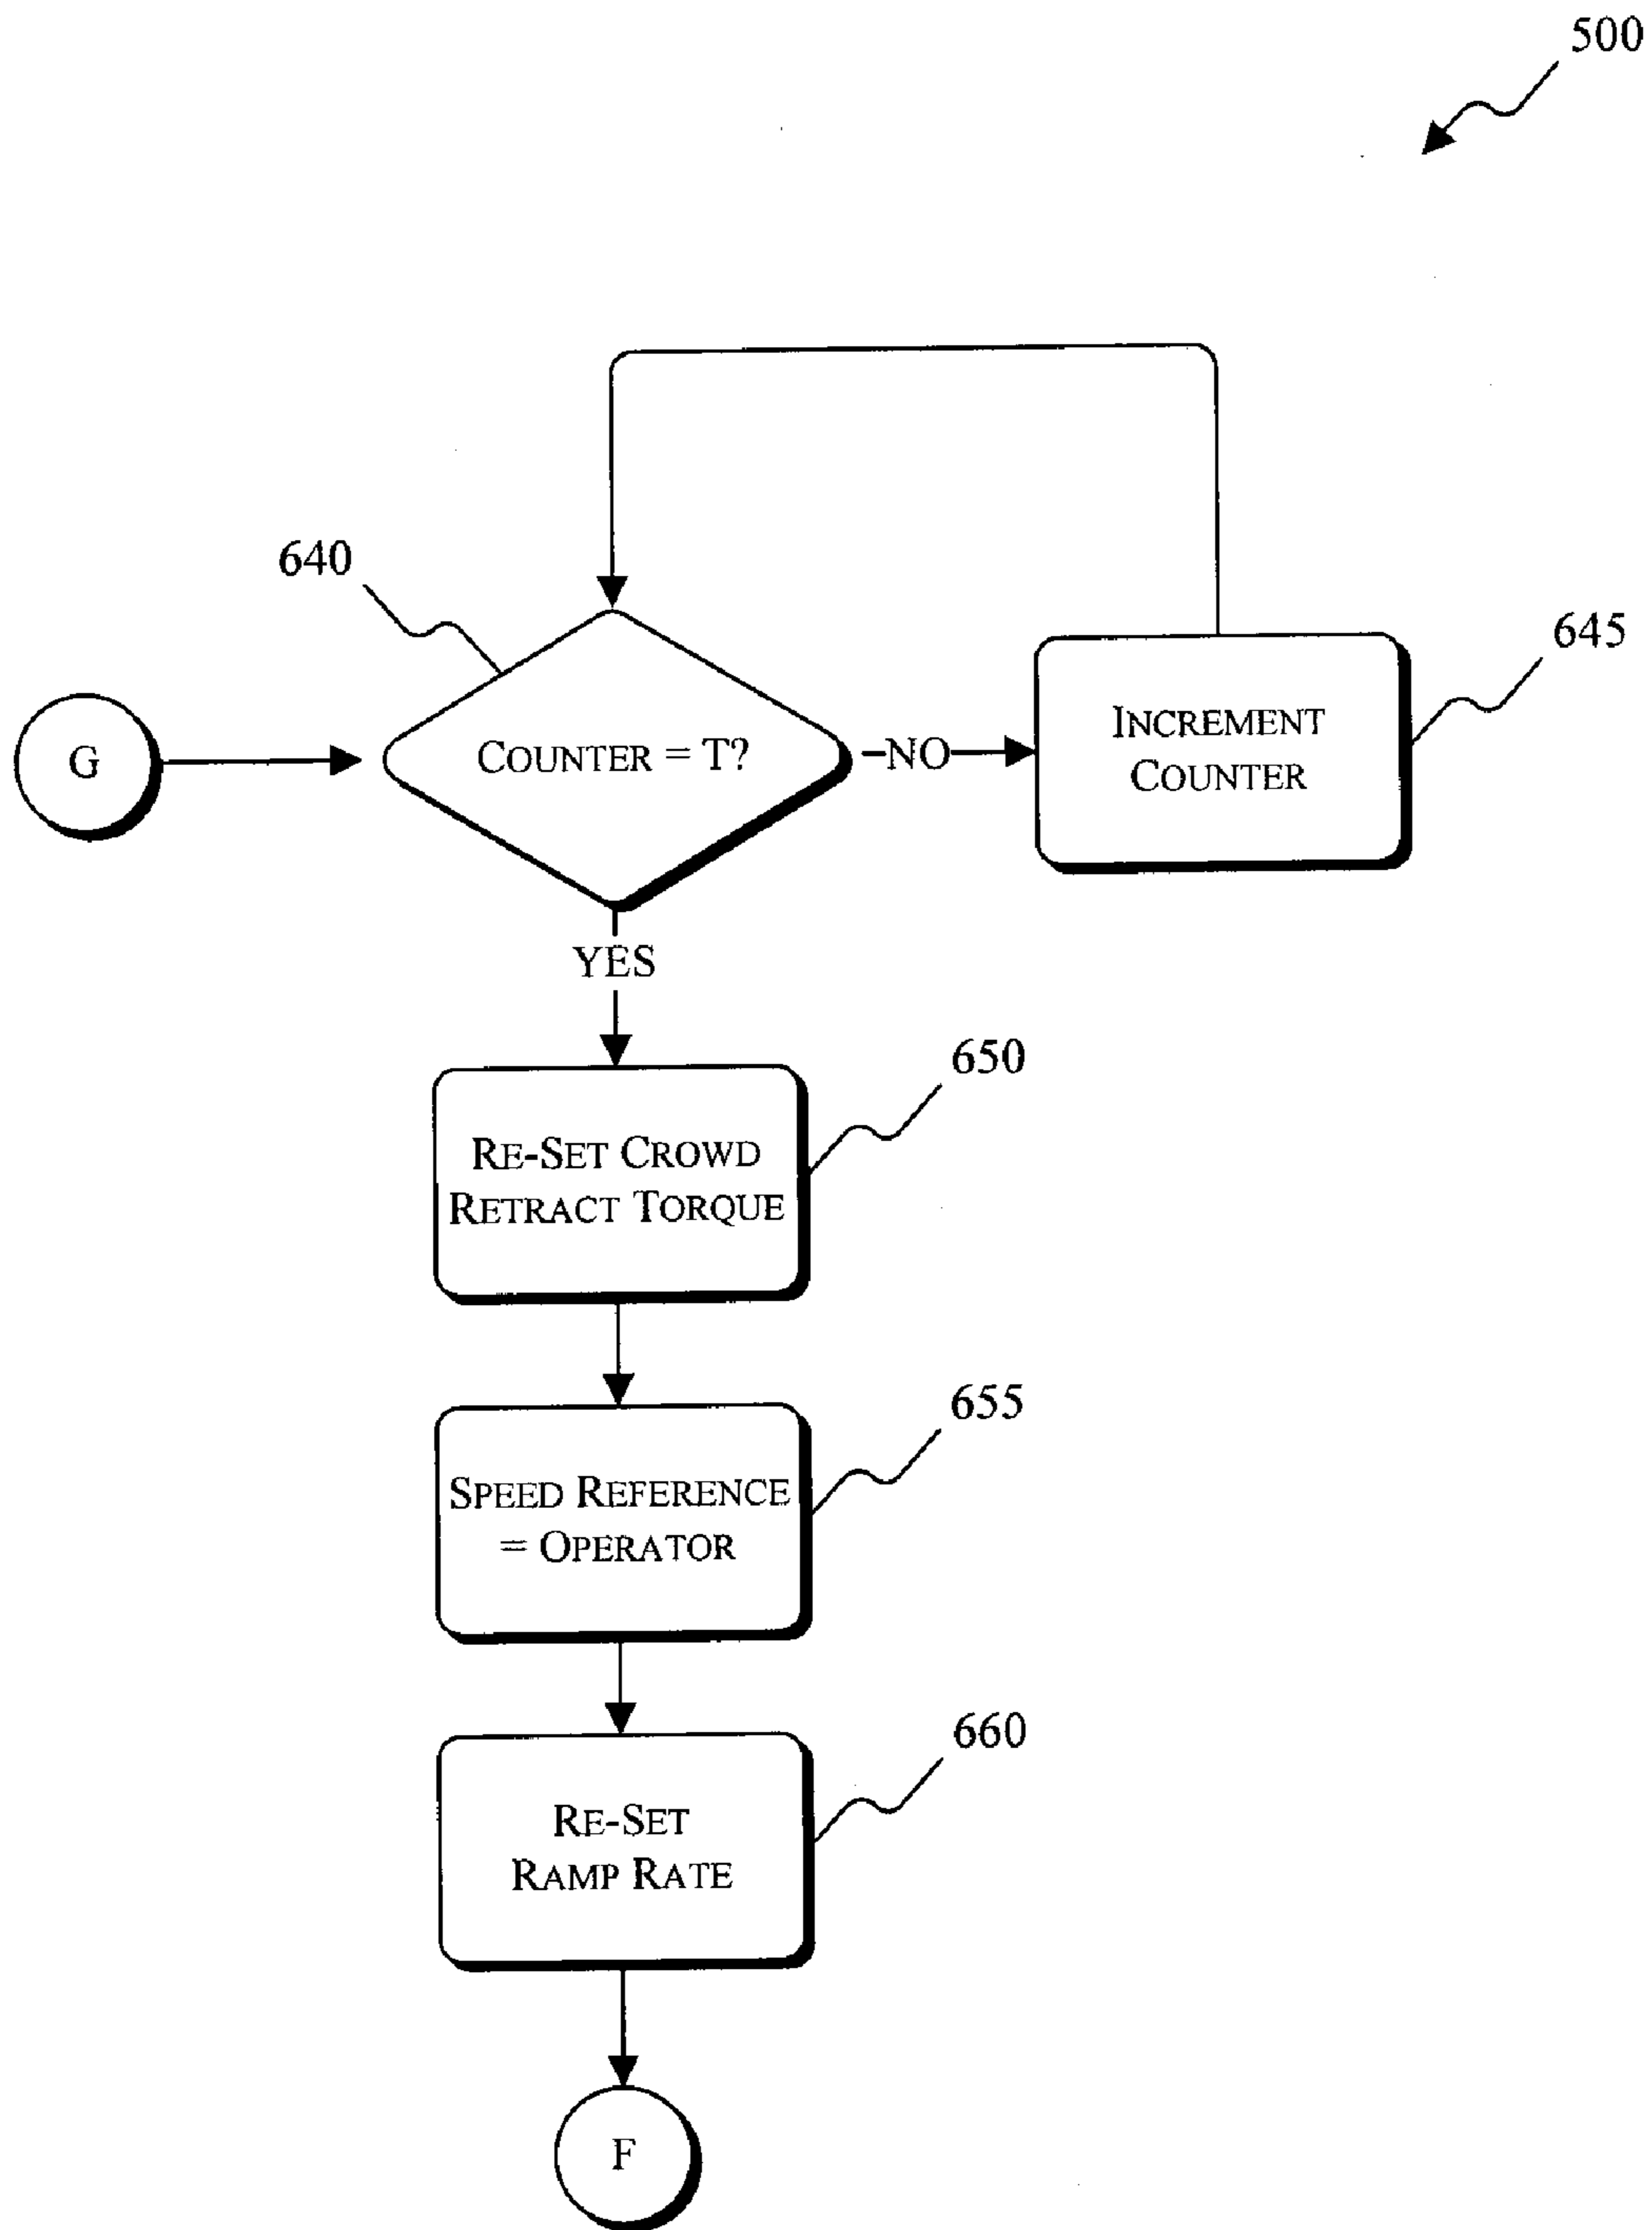 500
640
645
G
COUNTER = T?
–NO
INCREMENT
COUNTER
YES
650
RE-SET CROWD
RETRACT TORQUE
655
SPEED REFERENCE
= OPERATOR
660
RE-SET
RAMP RATE
F